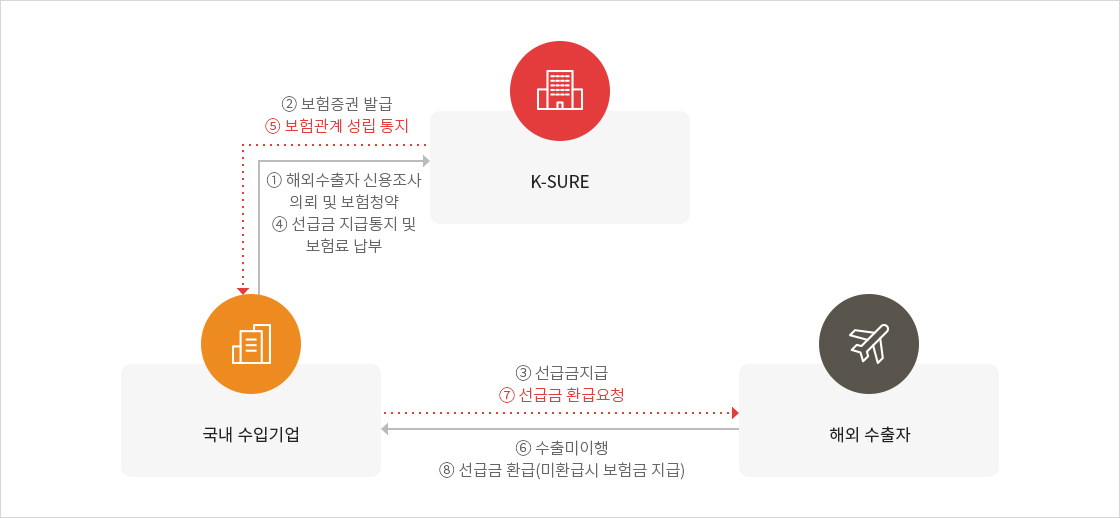 ② 보험증권 발급
⑤ 보험관계 성립 통지
① 해외수출자 신용조사
의뢰 및 보험청약
④ 선급금 지급통지 및
보험료 납부
K-SURE
③ 선급금지급
⑦ 선급금 환급요청
국내 수입기업
해외 수출자
⑥ 수출미이행
⑧ 선급금 환급(미환급시 보험금 지급)